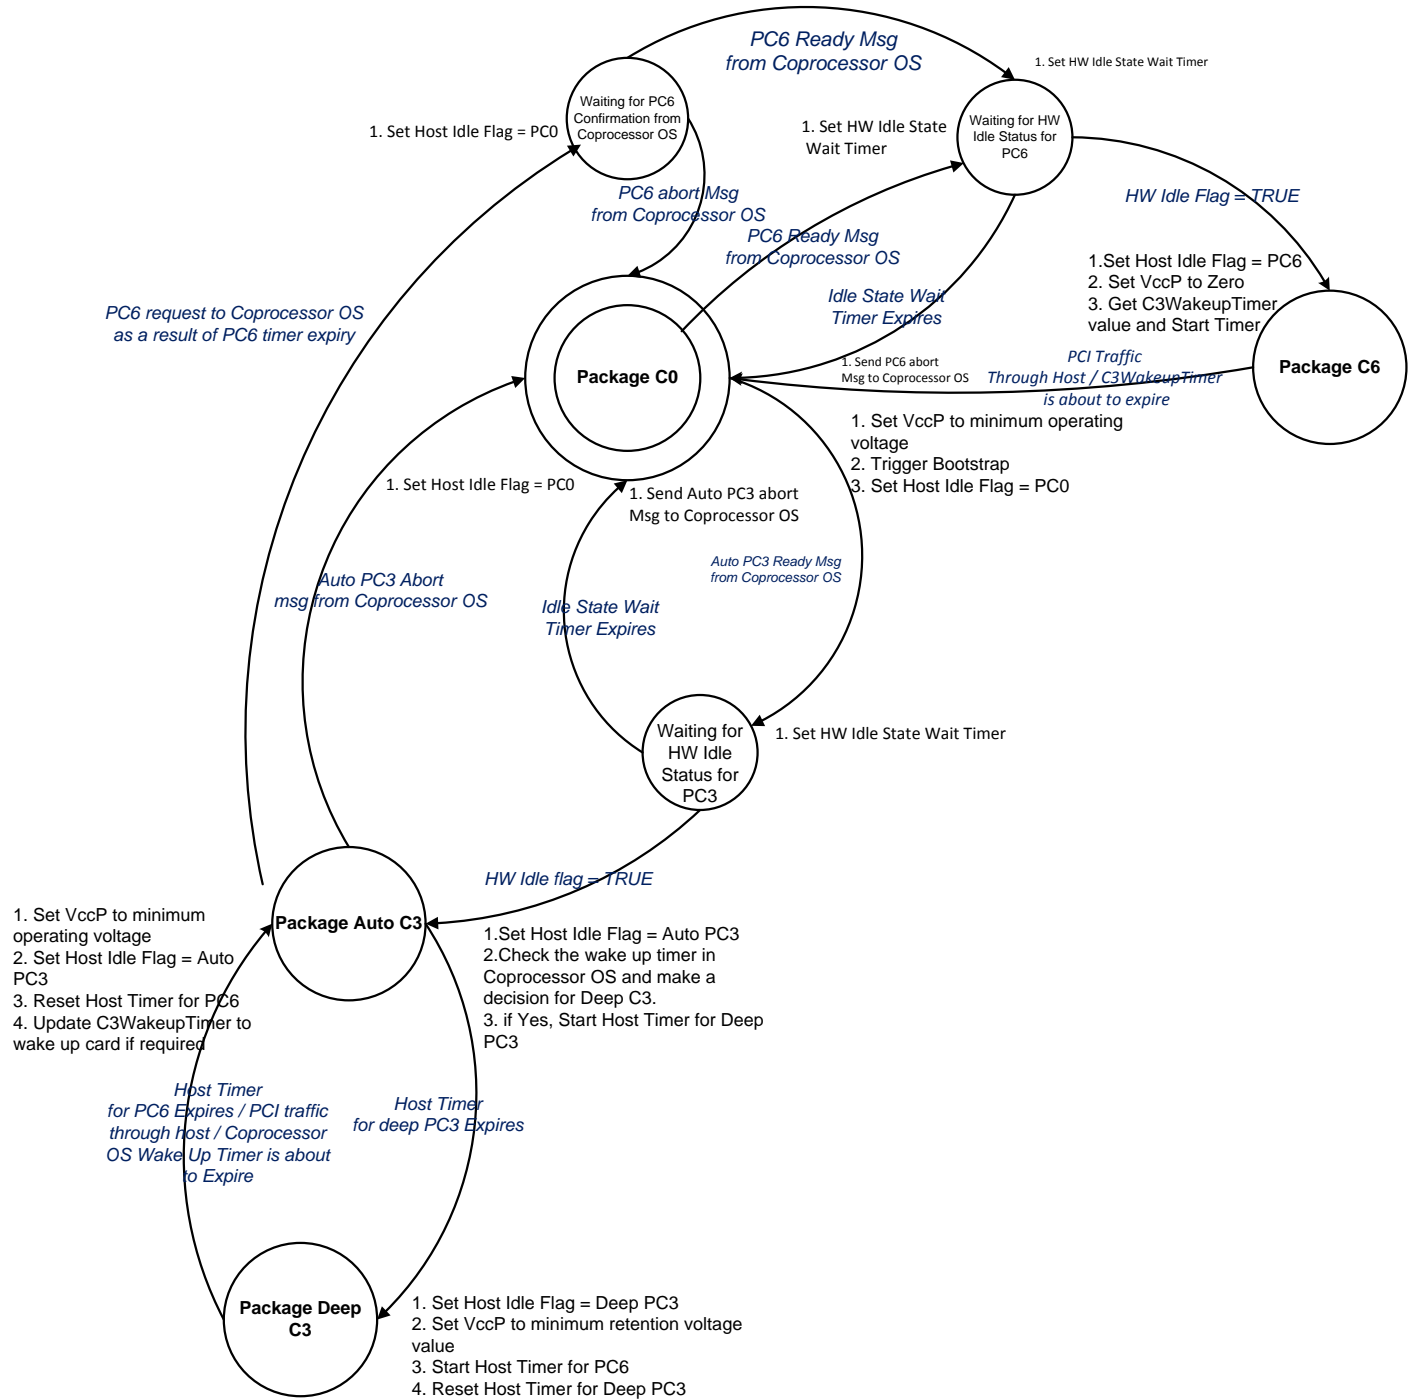 PC6 Ready Msg
from Coprocessor OS
1. Set HW Idle State Wait Timer
Waiting for PC6
Confirmation from
Coprocessor OS
1. Set Host Idle Flag = PC0
1. Set HW Idle State
Wait Timer
Waiting for HW
Idle Status for
PC6
PC6 abort Msg
from Coprocessor OS
HW Idle Flag = TRUE
PC6 Ready Msg
from Coprocessor OS
1.Set Host Idle Flag = PC6
2. Set VccP to Zero
3. Get C3WakeupTimer
value and Start Timer
Idle State Wait
Timer Expires
PC6 request to Coprocessor OS
as a result of PC6 timer expiry
Package C0
1. Send PC6 abort
Msg to Coprocessor OS
PCI Traffic
Through Host / C3WakeupTimer
is about to expire
Package C6
1. Set VccP to minimum operating
voltage
2. Trigger Bootstrap
3. Set Host Idle Flag = PC0
1. Set Host Idle Flag = PC0
1. Send Auto PC3 abort
Msg to Coprocessor OS
Auto PC3 Ready Msg
from Coprocessor OS
Auto PC3 Abort
msg from Coprocessor OS
Idle State Wait
Timer Expires
Waiting for
HW Idle
Status for
PC3
1. Set HW Idle State Wait Timer
HW Idle flag = TRUE
Package Auto C3
1. Set VccP to minimum
operating voltage
2. Set Host Idle Flag = Auto
PC3
3. Reset Host Timer for PC6
4. Update C3WakeupTimer to
wake up card if required
1.Set Host Idle Flag = Auto PC3
2.Check the wake up timer in
Coprocessor OS and make a
decision for Deep C3.
3. if Yes, Start Host Timer for Deep
PC3
Host Timer
for PC6 Expires / PCI traffic
through host / Coprocessor
OS Wake Up Timer is about
to Expire
Host Timer
for deep PC3 Expires
Package Deep
C3
1. Set Host Idle Flag = Deep PC3
2. Set VccP to minimum retention voltage
value
3. Start Host Timer for PC6
4. Reset Host Timer for Deep PC3